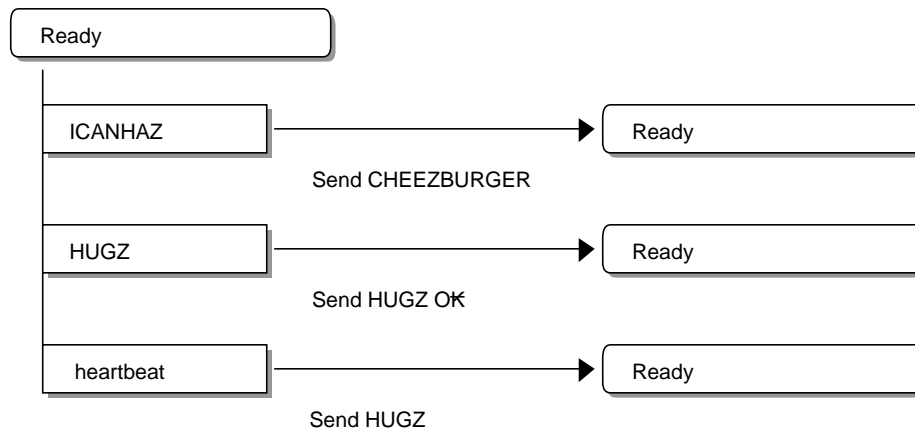 Ready
ICANHAZ
Ready
Send CHEEZBURGER
HUGZ
Ready
Send HUGZ OK
heartbeat
Ready
Send HUGZ